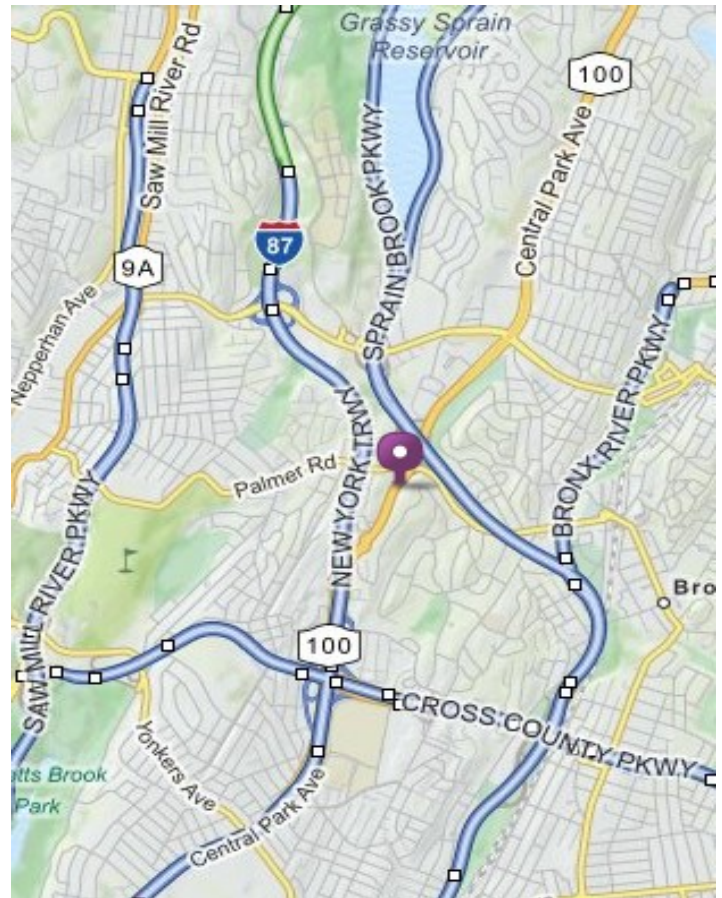 Grassy Sprain
Reservoir
100
Saw Mill River Rd
SPRAIN BROOK PKWY
Central Park Ave
87
9A
Nepperhan Ave
NEW YORK TRWY
BRONX RIVER PKWY
Palmer Rd
SAW MILL RIVER PKWY
Bro
100
CROSS COUNTY PKWY
Yonkers Ave
tts Brook
Park
Central Park Ave